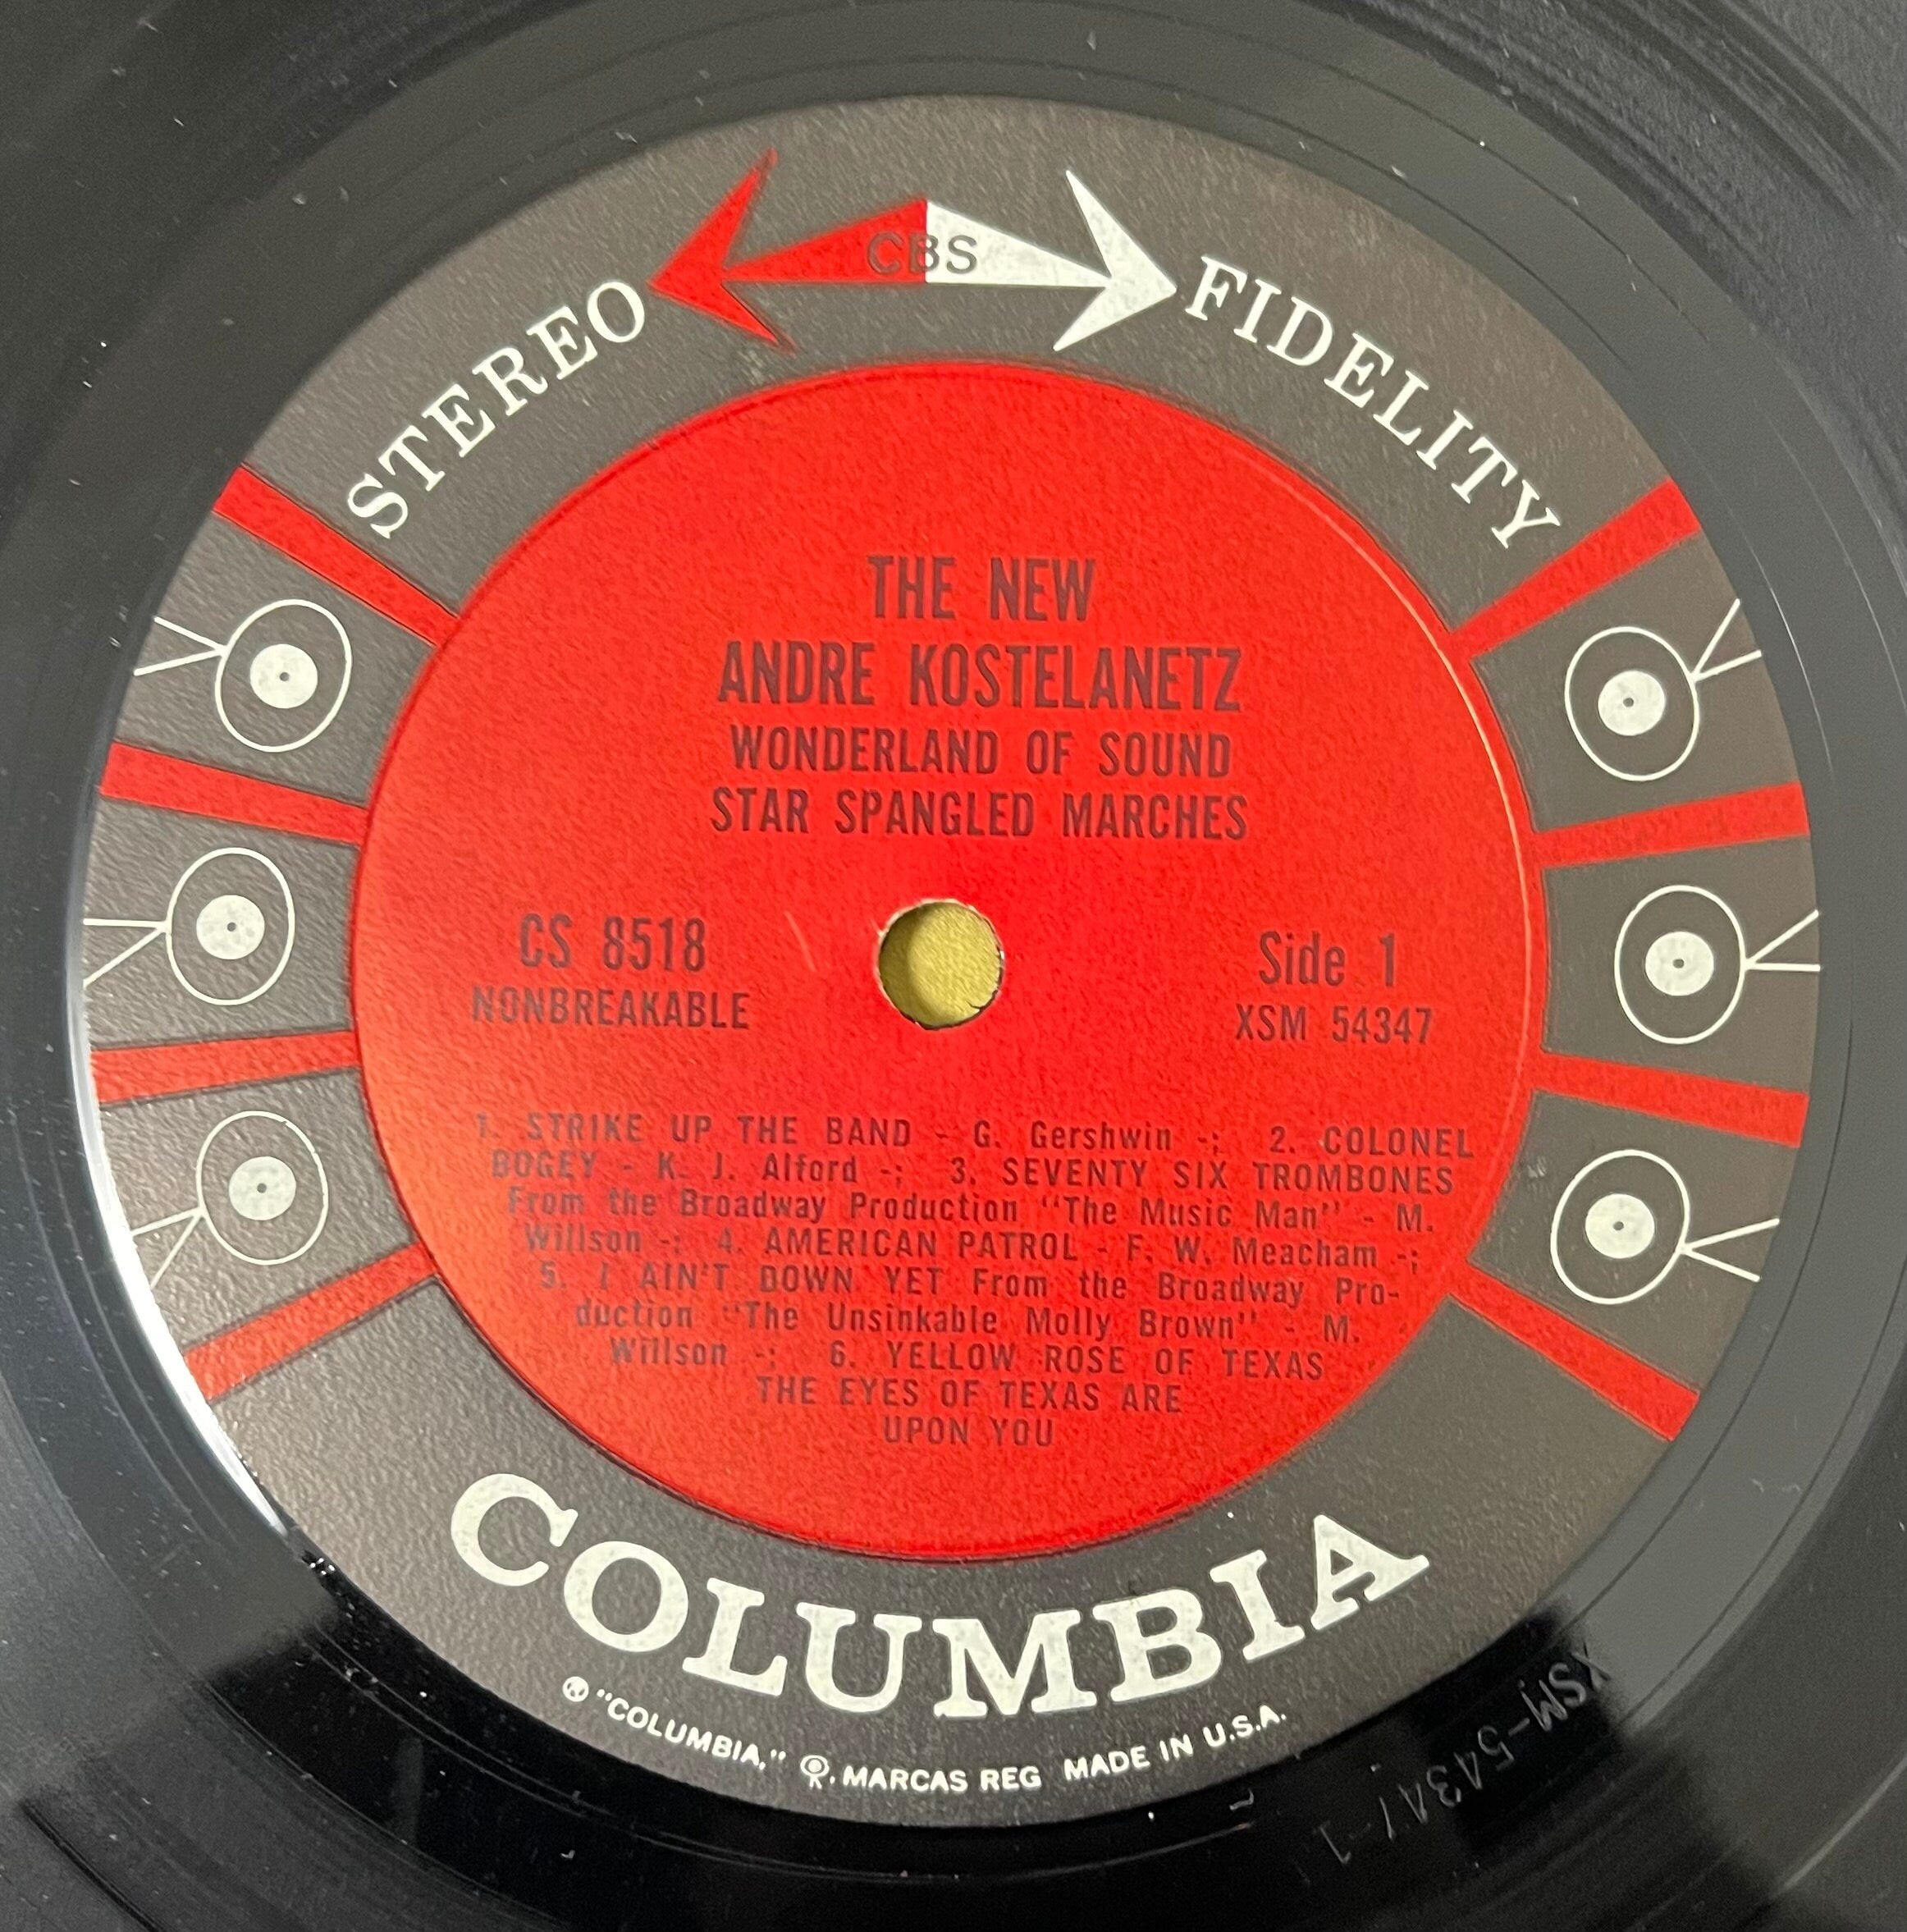 STEREO CBS FIDELITY
THE NEW
ANDRE KOSTELANETZ
WONDERLAND OF SOUND
STAR SPANGLED MARCHES
CS 8518
NONBREAKABLE
Side 1
XSM 54347
1. STRIKE UP THE BAND - G. Gershwin -; 2. COLONEL
BOGEY - K. J. Alford -; 3. SEVENTY SIX TROMBONES
From the Broadway Production "The Music Man" - M.
Willson -; 4. AMERICAN PATROL - F. W. Meacham -;
5. I AIN'T DOWN YET From the Broadway Pro-
duction "The Unsinkable Molly Brown" - M.
Willson -; 6. YELLOW ROSE OF TEXAS
THE EYES OF TEXAS ARE
UPON YOU
COLUMBIA
"COLUMBIA," MARCAS REG MADE IN U.S.A.
XSM-54347-1